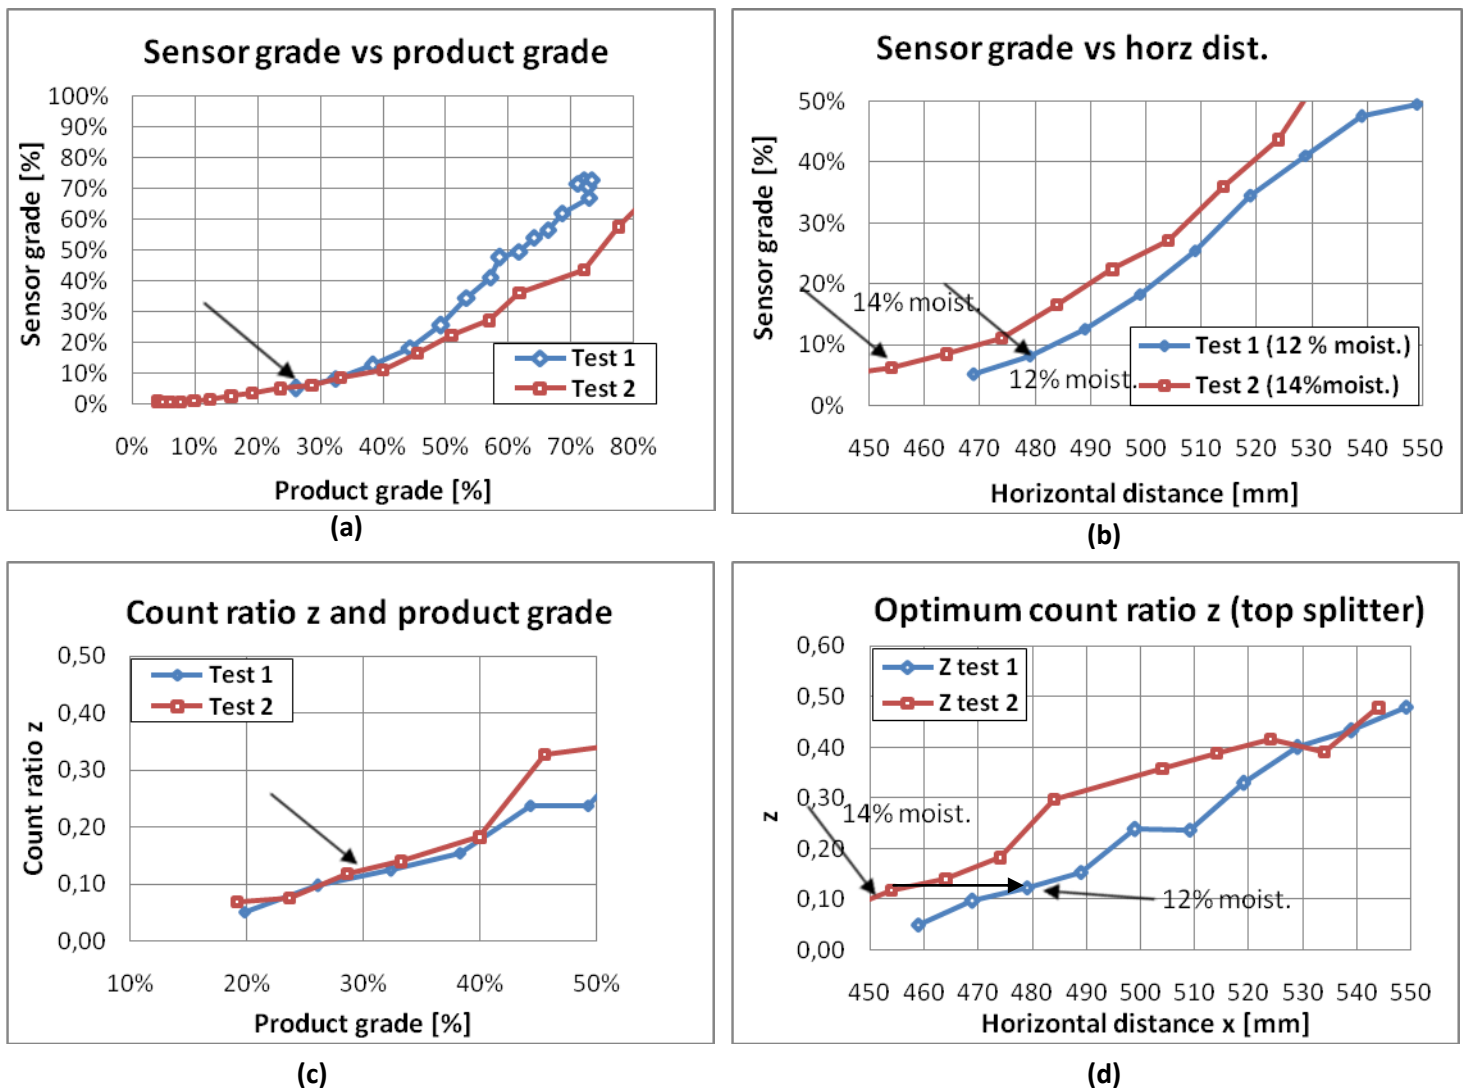 Sensor grade vs product grade
100%
90%
80%
70%
60%
50%
40%
30%
20%
10%
0%
Sensor grade [%]
Test 1
Test 2
0% 10% 20% 30% 40% 50% 60% 70% 80%
Product grade [%]
(a)
Sensor grade vs horz dist.
50%
40%
30%
20%
10%
0%
Sensor grade [%]
14% moist.
12% moist.
Test 1 (12 % moist.)
Test 2 (14%moist.)
450 460 470 480 490 500 510 520 530 540 550
Horizontal distance [mm]
(b)
Count ratio z and product grade
0,50
0,40
0,30
0,20
0,10
0,00
Count ratio z
Test 1
Test 2
10% 20% 30% 40% 50%
Product grade [%]
(c)
Optimum count ratio z (top splitter)
0,60
0,50
0,40
0,30
0,20
0,10
0,00
z
Z test 1
Z test 2
14% moist.
12% moist.
450 460 470 480 490 500 510 520 530 540 550
Horizontal distance x [mm]
(d)